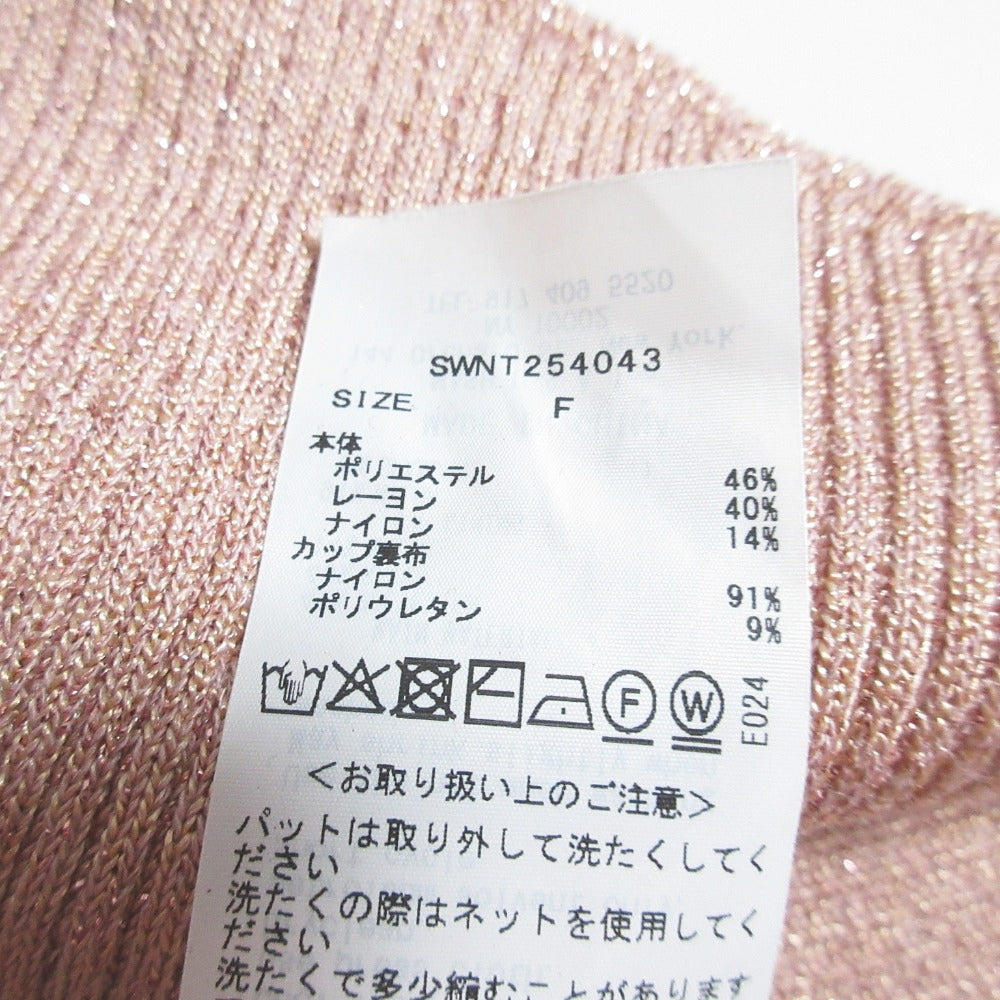 SWNT254043
SIZE F
本体
ポリエステル 46%
レーヨン 40%
ナイロン 14%
カップ裏布
ナイロン 91%
ポリウレタン 9%
F W E024
＜お取り扱い上のご注意＞
パットは取り外して洗たくしてく
ださい
洗たくの際はネットを使用してく
ださい
洗たくで多少縮むことがあります